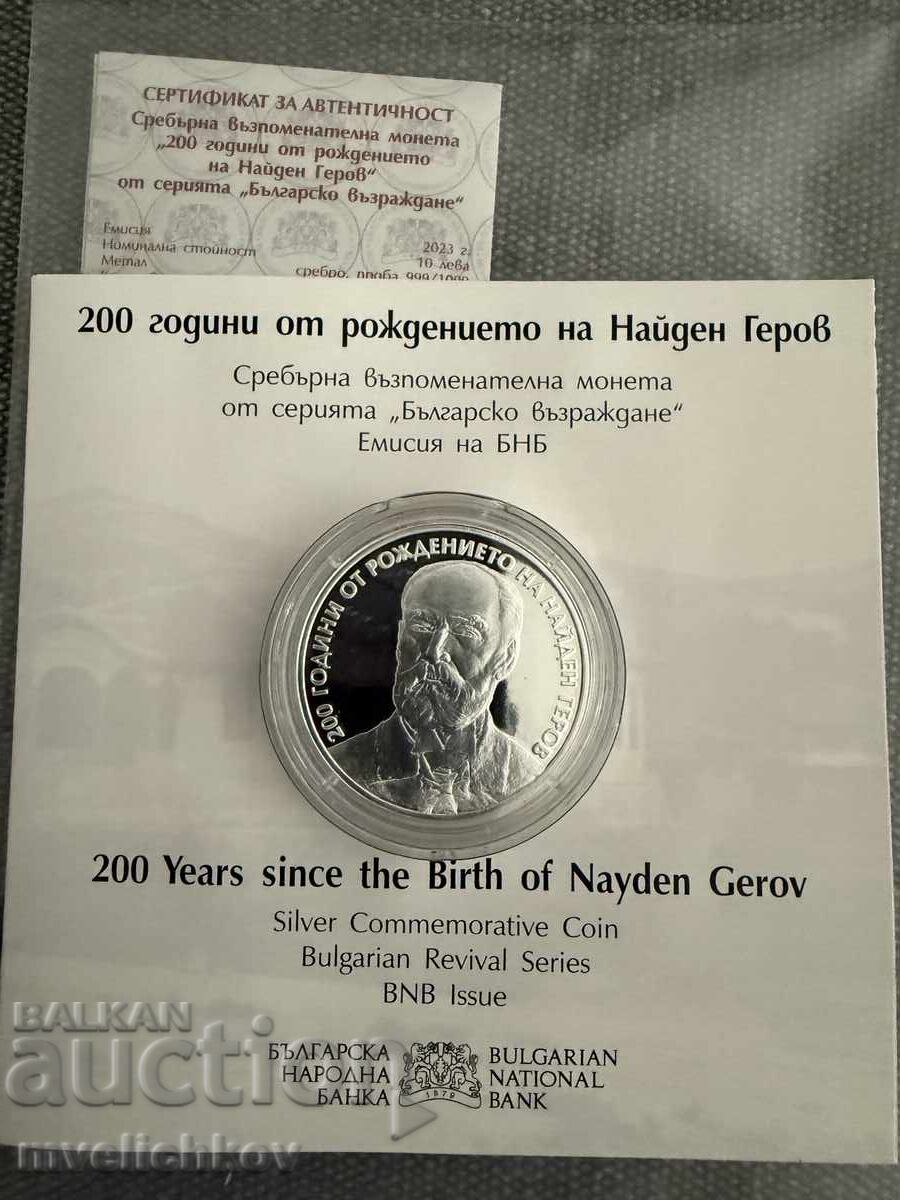 СЕРТИФИКАТ ЗА АВТЕНТИЧНОСТ
Сребърна възпоменателна монета
„200 години от рождението
на Найден Геров“
от серията „Българско възраждане“
Емисия 2023 г.
Номинална стойност 10 лева
Метал сребро, проба 999/1000
200 години от рождението на Найден Геров
Сребърна възпоменателна монета
от серията „Българско възраждане“
Емисия на БНБ
200 ГОДИНИ ОТ РОЖДЕНИЕТО НА НАЙДЕН ГЕРОВ
200 Years since the Birth of Nayden Gerov
Silver Commemorative Coin
Bulgarian Revival Series
BNB Issue
БЪЛГАРСКА
НАРОДНА
БАНКА
1879
BULGARIAN
NATIONAL
BANK
BALKAN
auction
mvelichkov